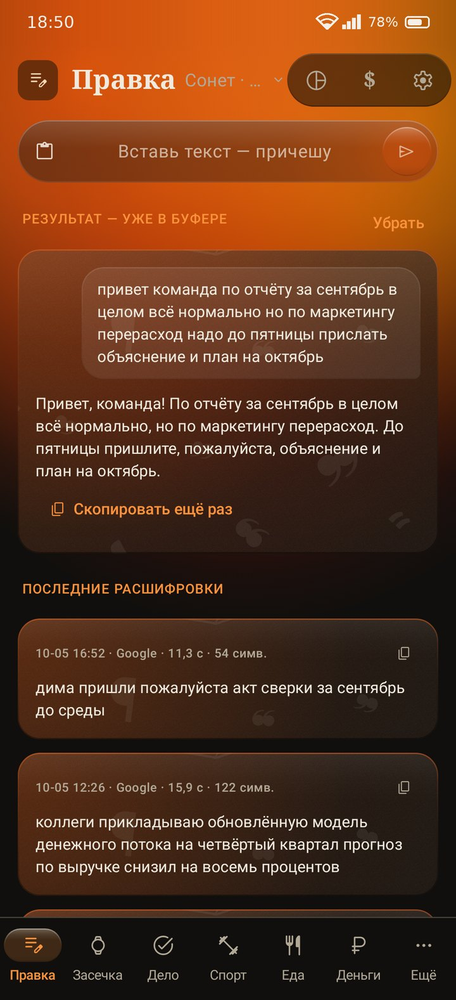 18:50
78%
Правка Сонет · ...
$
Вставь текст — причешу
РЕЗУЛЬТАТ — УЖЕ В БУФЕРЕ
Убрать
привет команда по отчёту за сентябрь в
целом всё нормально но по маркетингу
перерасход надо до пятницы прислать
объяснение и план на октябрь
Привет, команда! По отчёту за сентябрь в целом
всё нормально, но по маркетингу перерасход. До
пятницы пришлите, пожалуйста, объяснение и
план на октябрь.
Скопировать ещё раз
ПОСЛЕДНИЕ РАСШИФРОВКИ
10-05 16:52 · Google · 11,3 с · 54 симв.
дима пришли пожалуйста акт сверки за сентябрь
до среды
10-05 12:26 · Google · 15,9 с · 122 симв.
коллеги прикладываю обновлённую модель
денежного потока на четвёртый квартал прогноз
по выручке снизил на восемь процентов
Правка Засечка Дело Спорт Еда Деньги Ещё